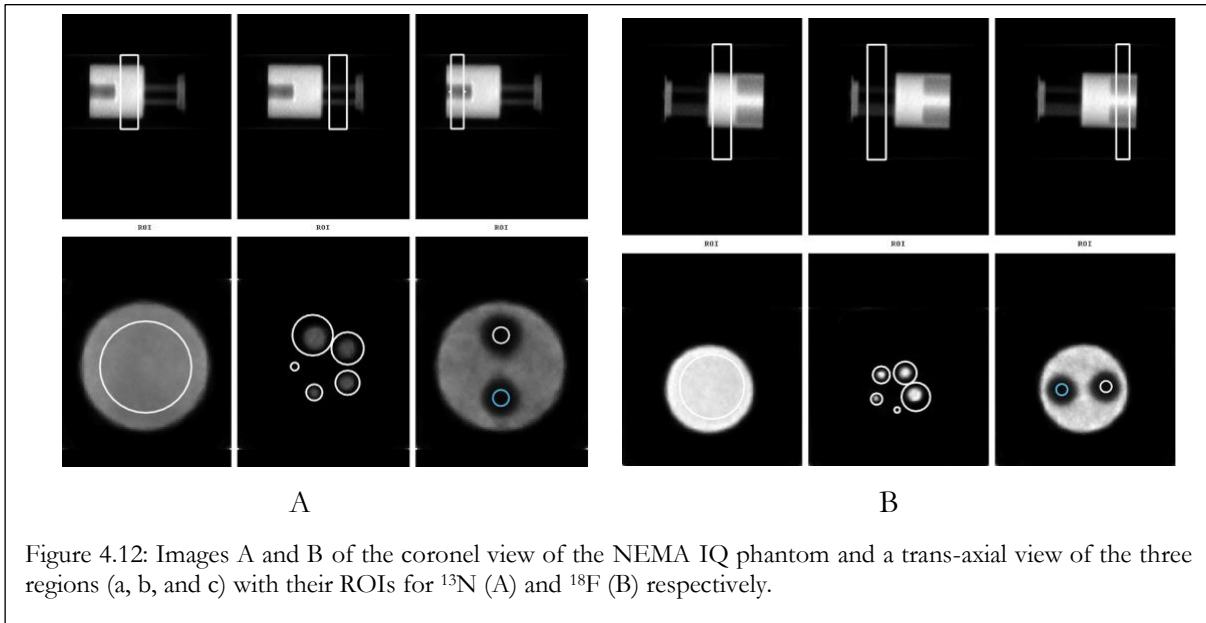 ROI ROI ROI
ROI ROI ROI
A
B
Figure 4.12: Images A and B of the coronel view of the NEMA IQ phantom and a trans-axial view of the three
regions (a, b, and c) with their ROIs for ¹³N (A) and ¹⁸F (B) respectively.